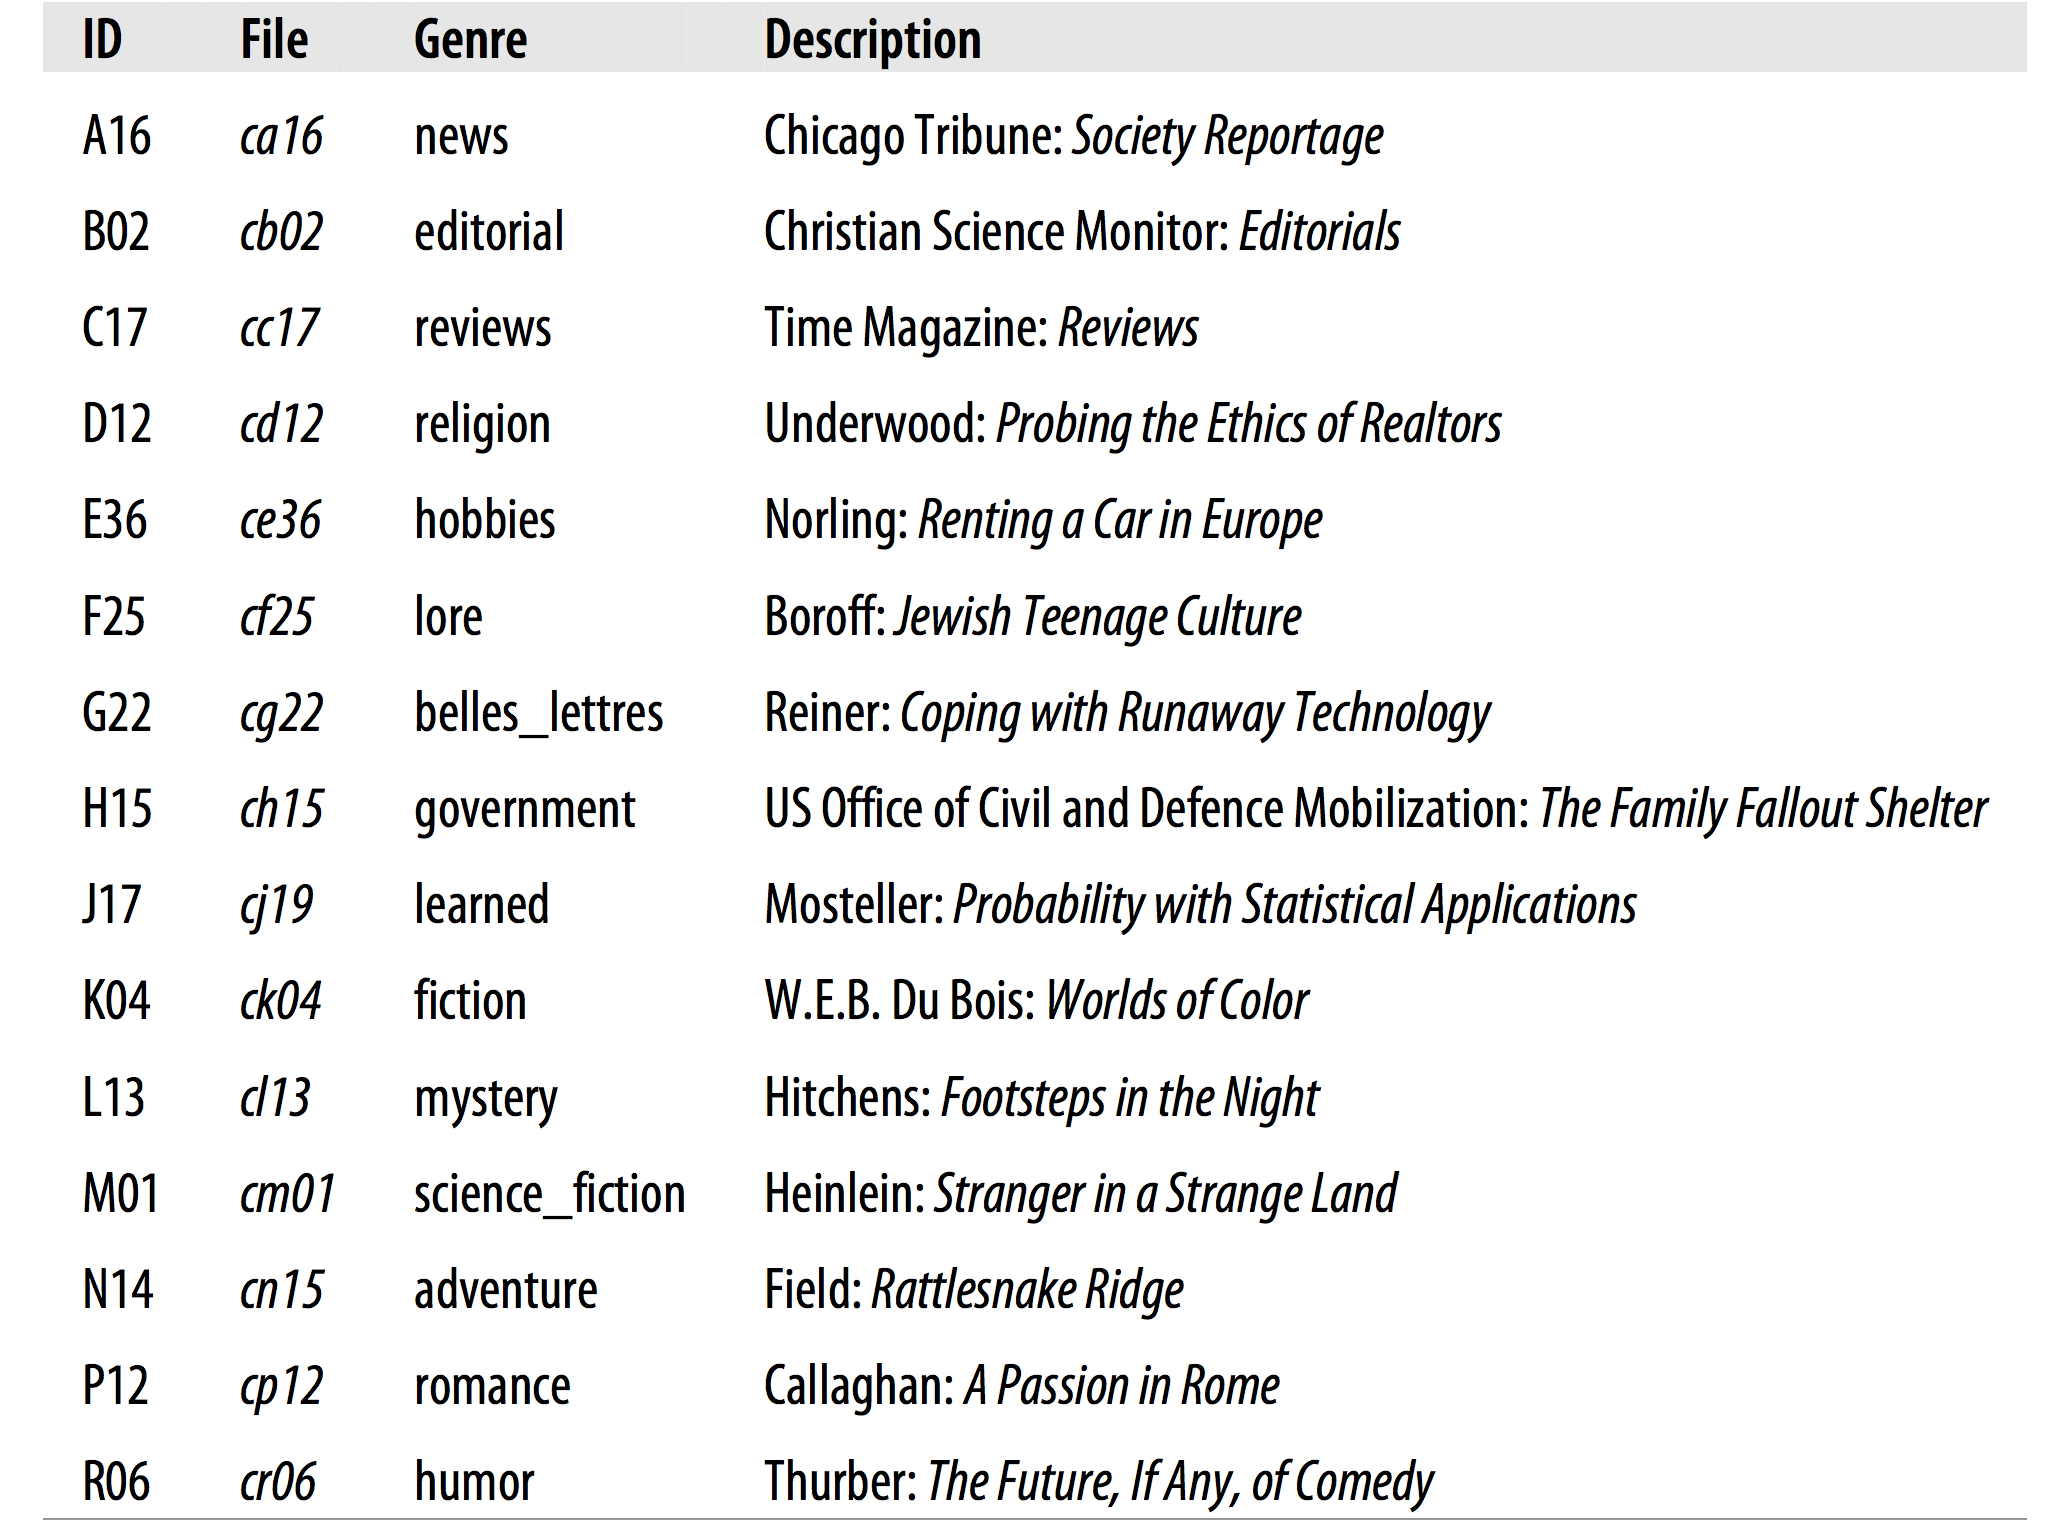 ID File Genre Description
A16 ca16 news Chicago Tribune: Society Reportage
B02 cb02 editorial Christian Science Monitor: Editorials
C17 cc17 reviews Time Magazine: Reviews
D12 cd12 religion Underwood: Probing the Ethics of Realtors
E36 ce36 hobbies Norling: Renting a Car in Europe
F25 cf25 lore Boroff: Jewish Teenage Culture
G22 cg22 belles_lettres Reiner: Coping with Runaway Technology
H15 ch15 government US Office of Civil and Defence Mobilization: The Family Fallout Shelter
J17 cj19 learned Mosteller: Probability with Statistical Applications
K04 ck04 fiction W.E.B. Du Bois: Worlds of Color
L13 cl13 mystery Hitchens: Footsteps in the Night
M01 cm01 science_fiction Heinlein: Stranger in a Strange Land
N14 cn15 adventure Field: Rattlesnake Ridge
P12 cp12 romance Callaghan: A Passion in Rome
R06 cr06 humor Thurber: The Future, If Any, of Comedy